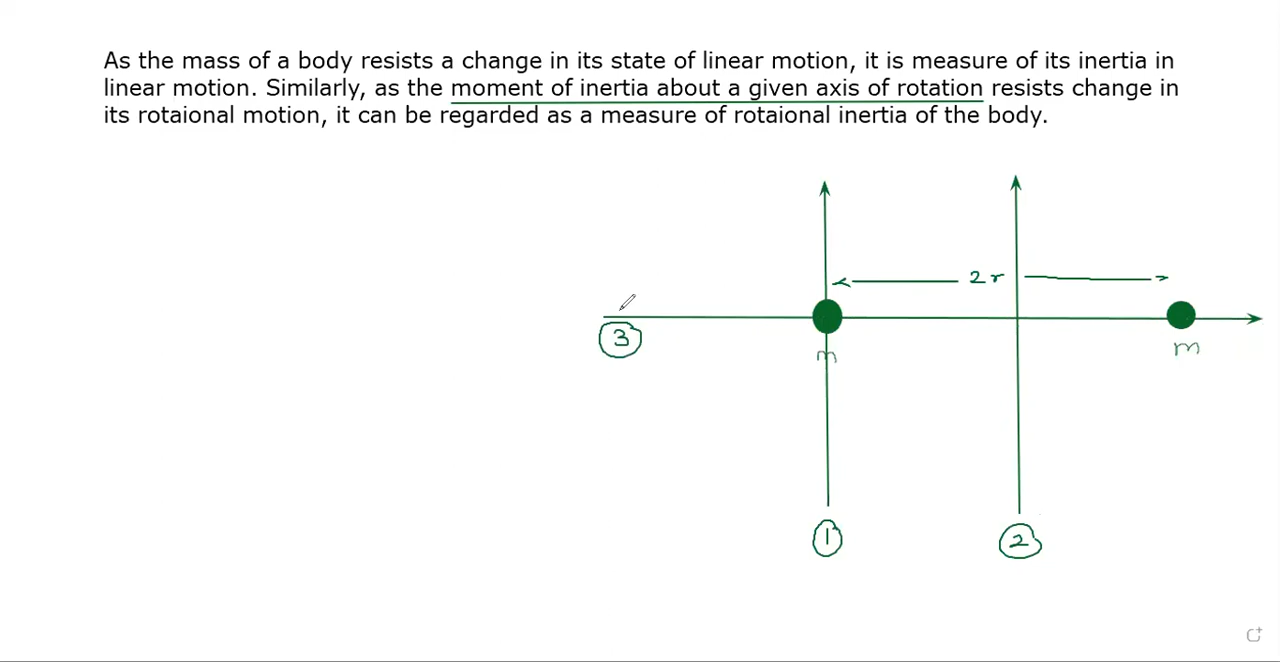 As the mass of a body resists a change in its state of linear motion, it is measure of its inertia in
linear motion. Similarly, as the moment of inertia about a given axis of rotation resists change in
its rotaional motion, it can be regarded as a measure of rotaional inertia of the body.
2r
3
m
m
1
2